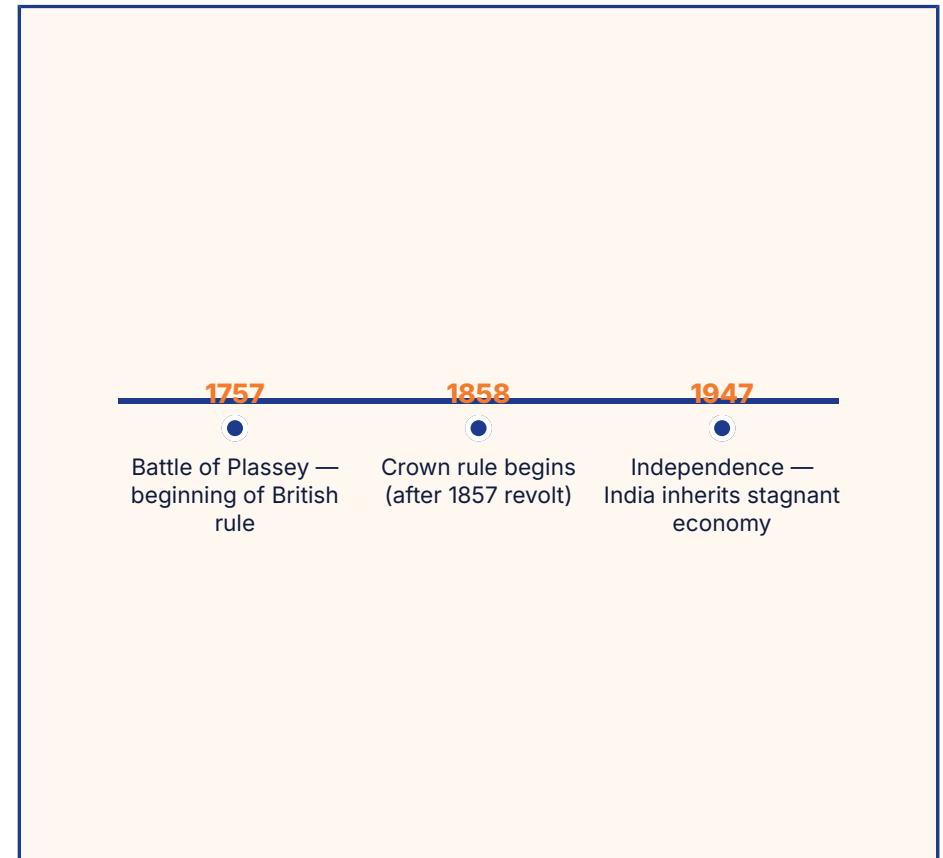 1757
Battle of Plassey —
beginning of British
rule
1858
Crown rule begins
(after 1857 revolt)
1947
Independence —
India inherits stagnant
economy